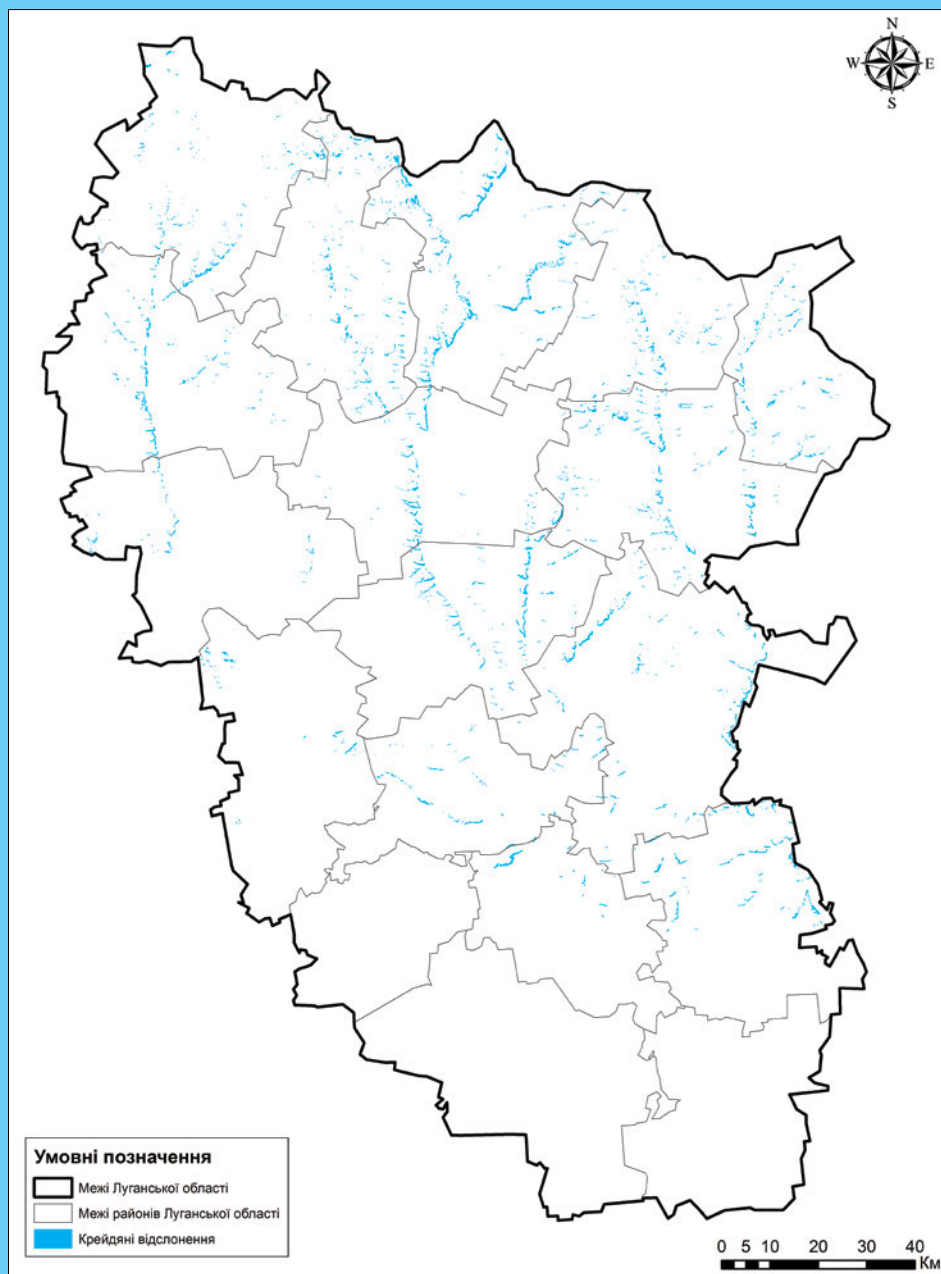 N
W E
S
Умовні позначення
Межі Луганської області
Межі районів Луганської області
Крейдяні відслонення
0 5 10 20 30 40
Км